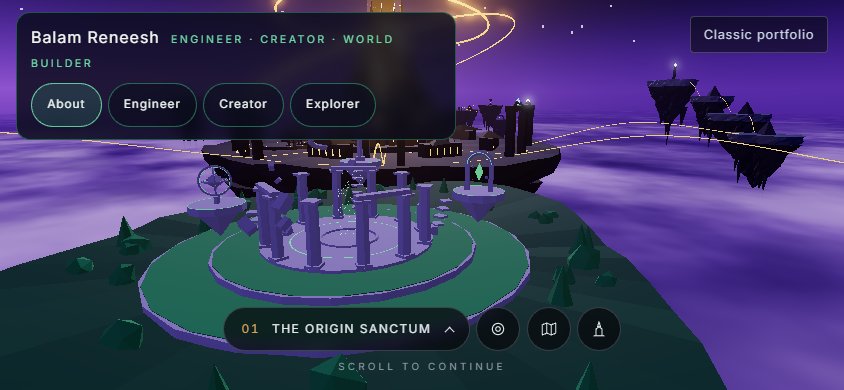 Balam Reneesh ENGINEER · CREATOR · WORLD
BUILDER
Classic portfolio
About Engineer Creator Explorer
01 THE ORIGIN SANCTUM
SCROLL TO CONTINUE